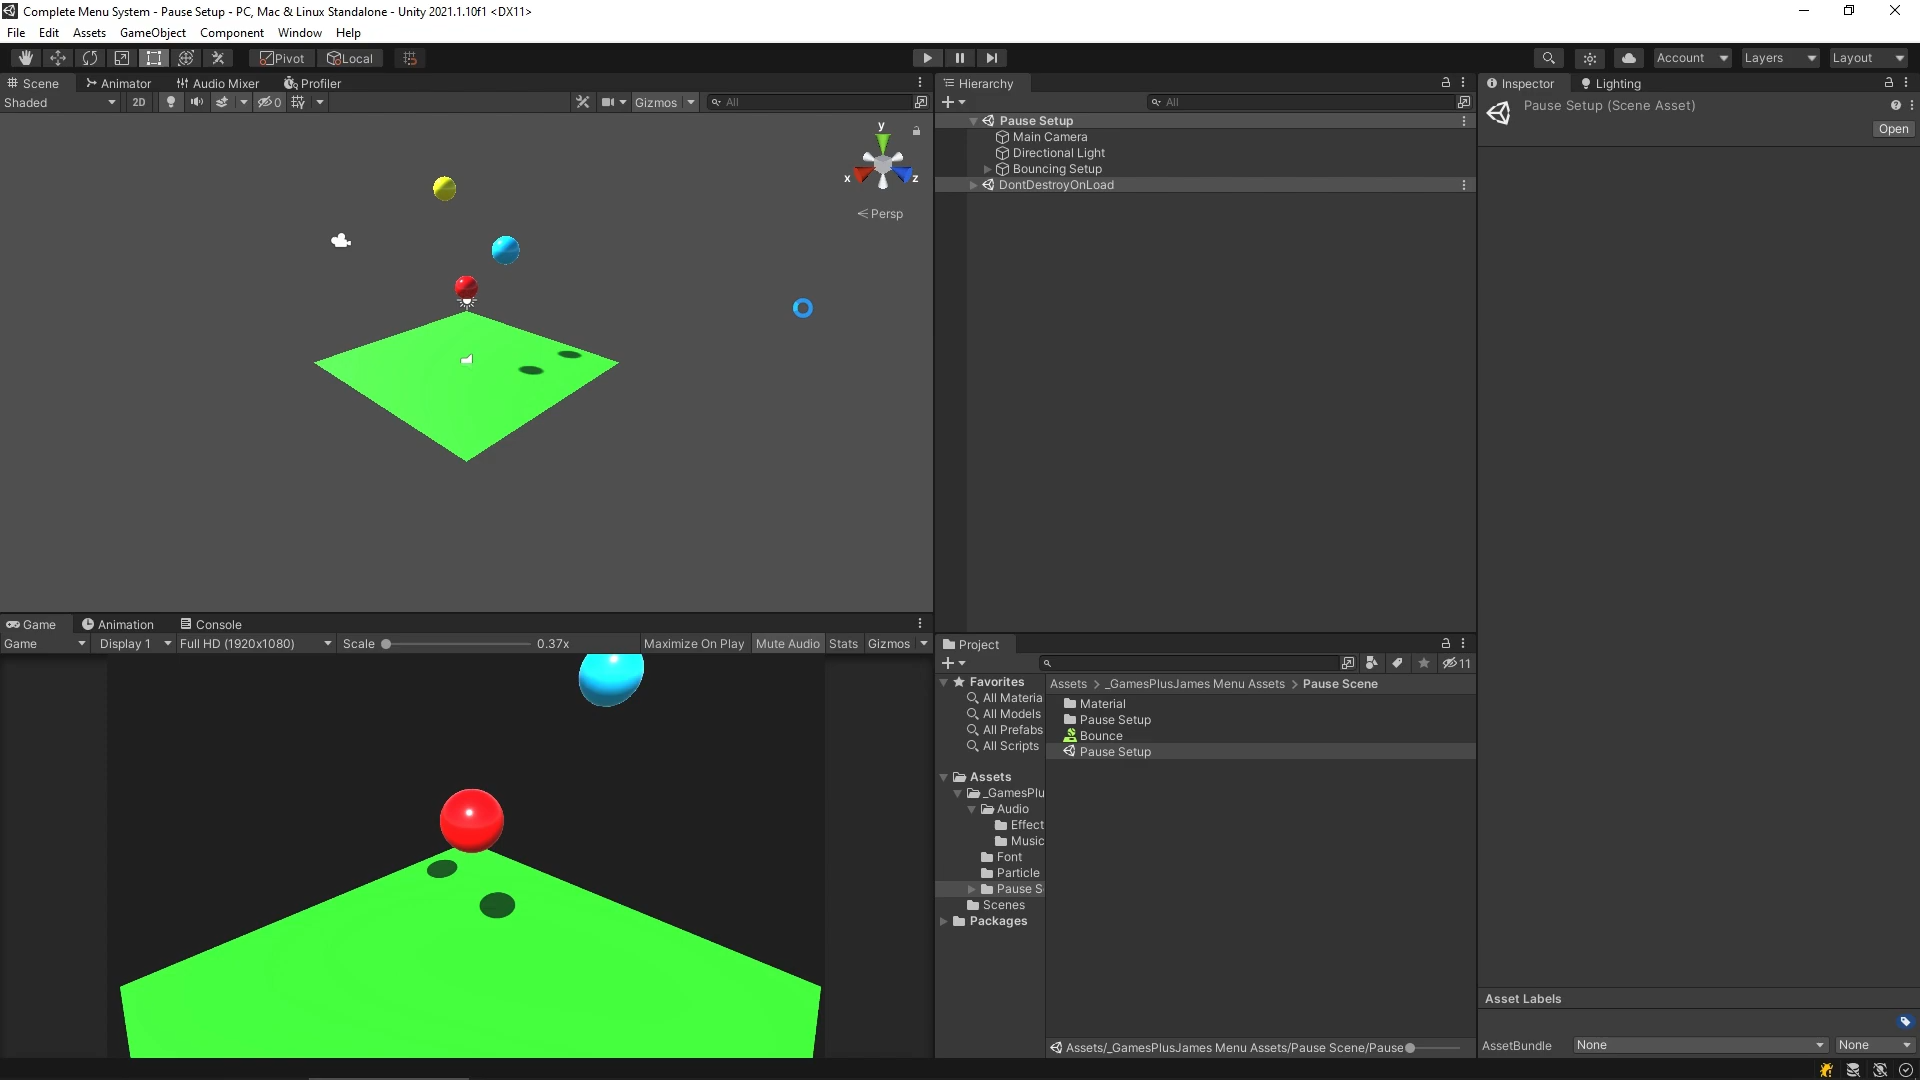 Complete Menu System - Pause Setup - PC, Mac & Linux Standalone - Unity 2021.1.10f1 <DX11>
File Edit Assets GameObject Component Window Help
Pivot Local Account Layers Layout
Scene Animator Audio Mixer Profiler
Shaded 2D 0 Gizmos All
y
x z
Persp
Hierarchy
All
Pause Setup
Main Camera
Directional Light
Bouncing Setup
DontDestroyOnLoad
Inspector Lighting
Pause Setup (Scene Asset)
Open
Game Animation Console
Game Display 1 Full HD (1920x1080) Scale 0.37x Maximize On Play Mute Audio Stats Gizmos
Project
11
Favorites
All Materia
All Models
All Prefabs
All Scripts
Assets
_GamesPlu
Audio
Effect
Music
Font
Particle
Pause S
Scenes
Packages
Assets > _GamesPlusJames Menu Assets > Pause Scene
Material
Pause Setup
Bounce
Pause Setup
Assets/_GamesPlusJames Menu Assets/Pause Scene/Pause
Asset Labels
AssetBundle None None